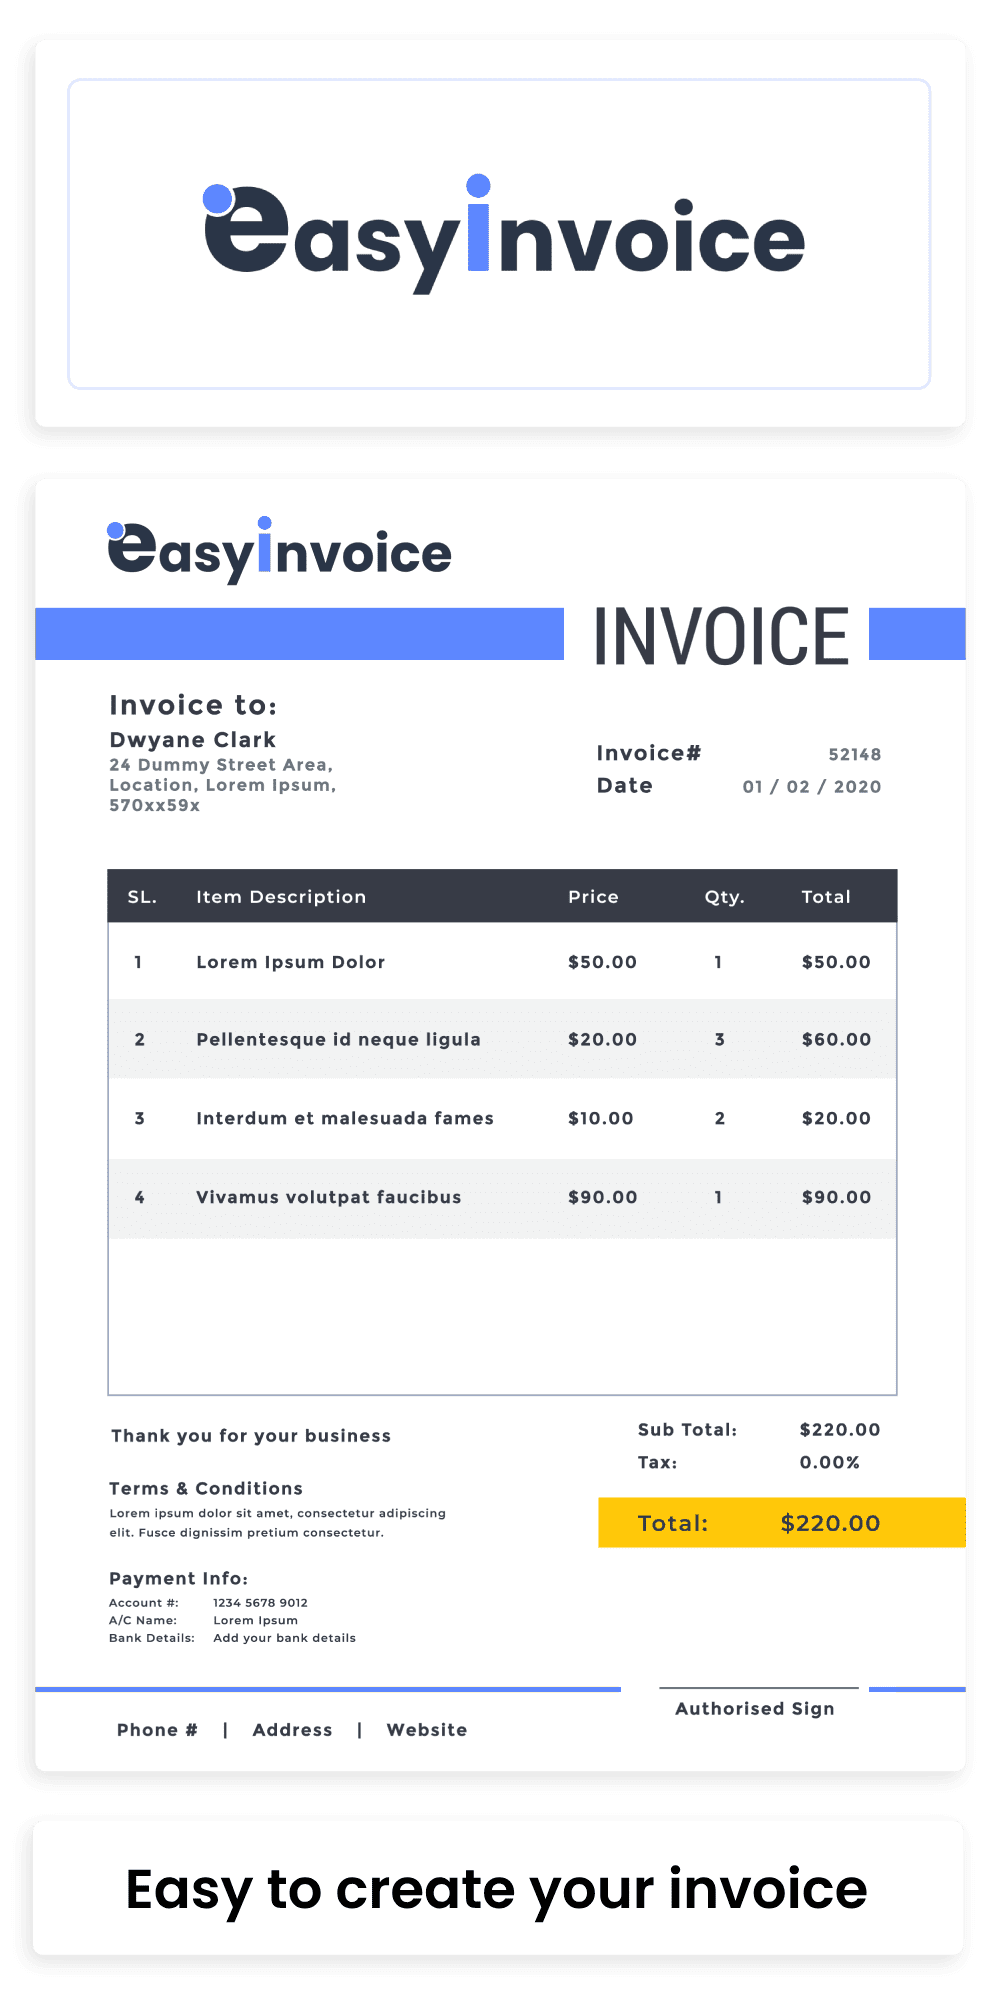 easyinvoice
easyinvoice
INVOICE
Invoice to:
Dwyane Clark
24 Dummy Street Area,
Location, Lorem Ipsum,
570xx59x
Invoice# 52148
Date 01 / 02 / 2020
SL. Item Description Price Qty. Total
1 Lorem Ipsum Dolor $50.00 1 $50.00
2 Pellentesque id neque ligula $20.00 3 $60.00
3 Interdum et malesuada fames $10.00 2 $20.00
4 Vivamus volutpat faucibus $90.00 1 $90.00
Thank you for your business
Sub Total: $220.00
Tax: 0.00%
Total: $220.00
Terms & Conditions
Lorem ipsum dolor sit amet, consectetur adipiscing
elit. Fusce dignissim pretium consectetur.
Payment Info:
Account #: 1234 5678 9012
A/C Name: Lorem Ipsum
Bank Details: Add your bank details
Authorised Sign
Phone # | Address | Website
Easy to create your invoice